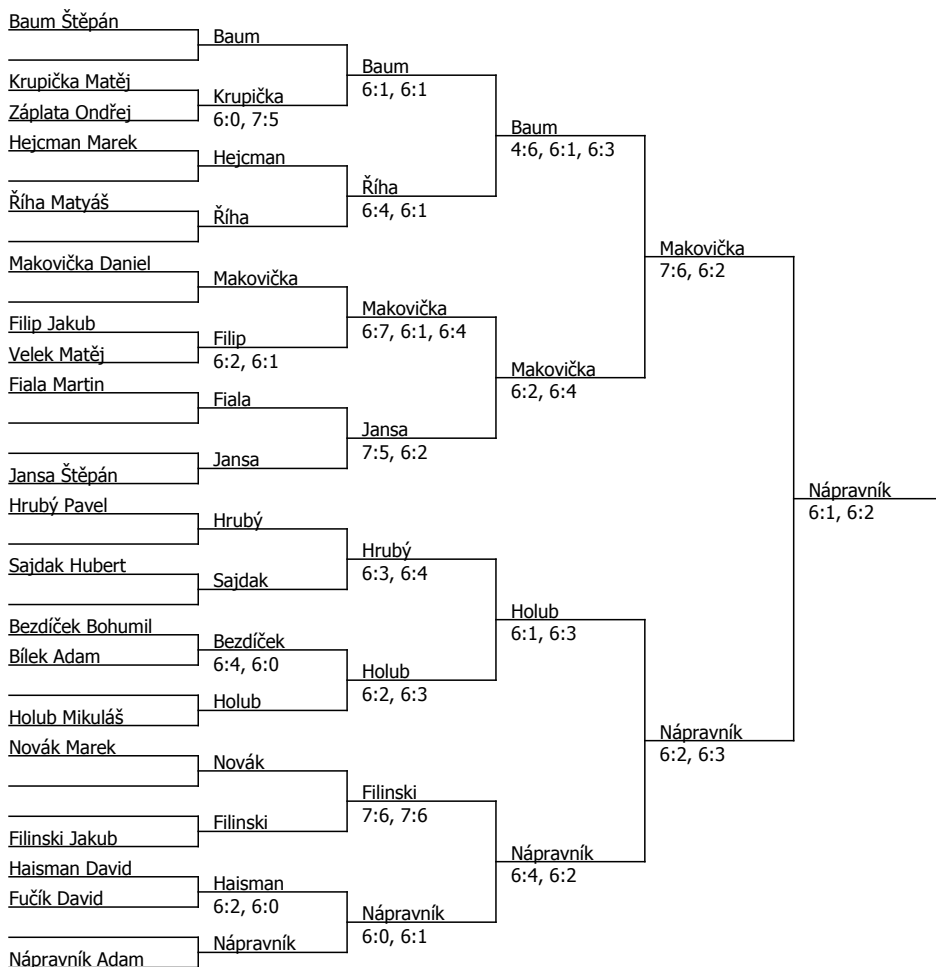 Baum Štěpán
Baum
Baum
6:1, 6:1
Krupička Matěj
Krupička
6:0, 7:5
Záplata Ondřej
Baum
4:6, 6:1, 6:3
Hejcman Marek
Hejcman
Říha
6:4, 6:1
Říha Matyáš
Říha
Makovička
7:6, 6:2
Makovička Daniel
Makovička
Makovička
6:7, 6:1, 6:4
Filip Jakub
Filip
6:2, 6:1
Velek Matěj
Makovička
6:2, 6:4
Fiala Martin
Fiala
Jansa
7:5, 6:2
Jansa
Jansa Štěpán
Nápravník
6:1, 6:2
Hrubý Pavel
Hrubý
Hrubý
6:3, 6:4
Sajdak Hubert
Sajdak
Holub
6:1, 6:3
Bezdíček Bohumil
Bezdíček
6:4, 6:0
Bílek Adam
Holub
6:2, 6:3
Holub
Holub Mikuláš
Nápravník
6:2, 6:3
Novák Marek
Novák
Filinski
7:6, 7:6
Filinski
Filinski Jakub
Nápravník
6:4, 6:2
Haisman David
Haisman
6:2, 6:0
Fučík David
Nápravník
6:0, 6:1
Nápravník
Nápravník Adam